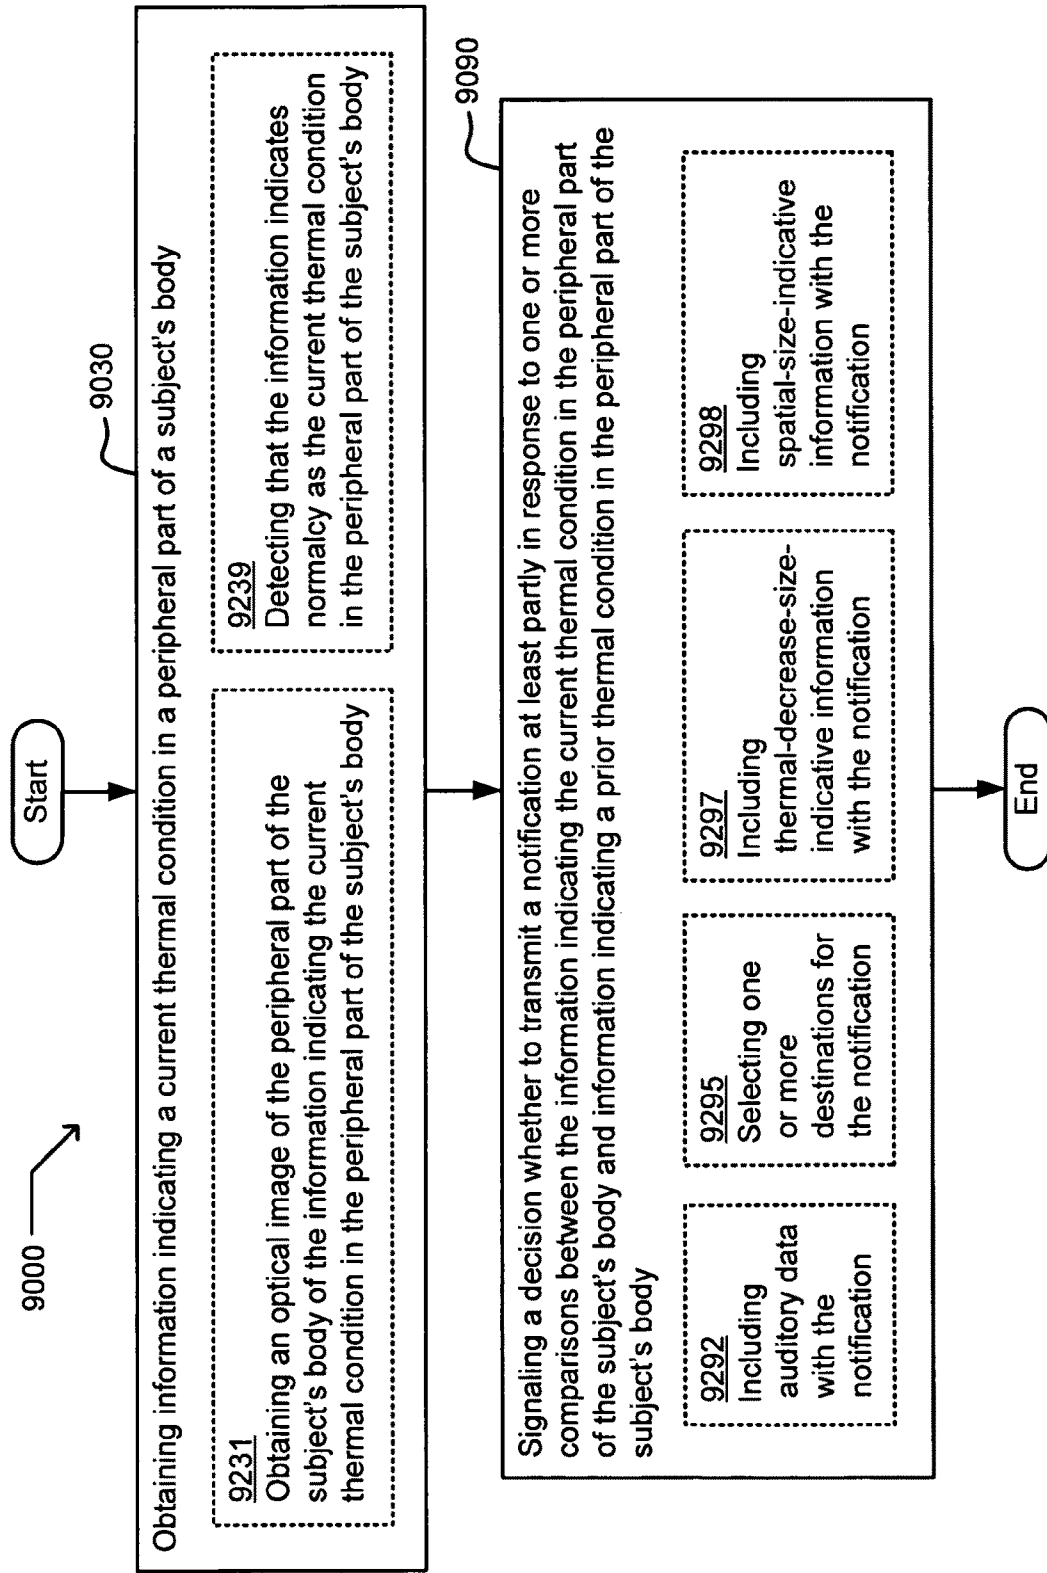 9000
Start
9030
Obtaining information indicating a current thermal condition in a peripheral part of a subject's body
9231
Obtaining an optical image of the peripheral part of the
subject's body of the information indicating the current
thermal condition in the peripheral part of the subject's body
9239
Detecting that the information indicates
normalcy as the current thermal condition
in the peripheral part of the subject's body
9090
Signaling a decision whether to transmit a notification at least partly in response to one or more
comparisons between the information indicating the current thermal condition in the peripheral part
of the subject's body and information indicating a prior thermal condition in the peripheral part of the
subject's body
9292
Including
auditory data
with the
notification
9295
Selecting one
or more
destinations for
the notification
9297
Including
thermal-decrease-size-
indicative information
with the notification
9298
Including
spatial-size-indicative
information with the
notification
End